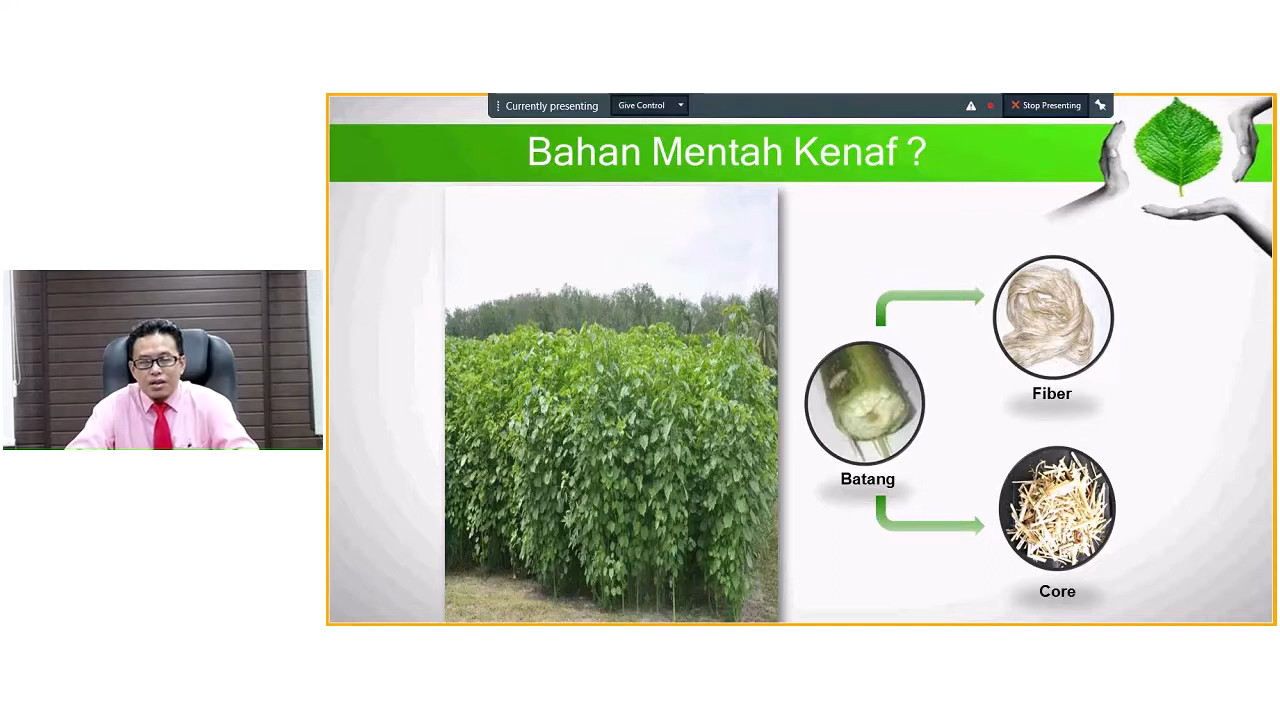 Currently presenting
Give Control
Stop Presenting
Bahan Mentah Kenaf ?
Fiber
Batang
Core